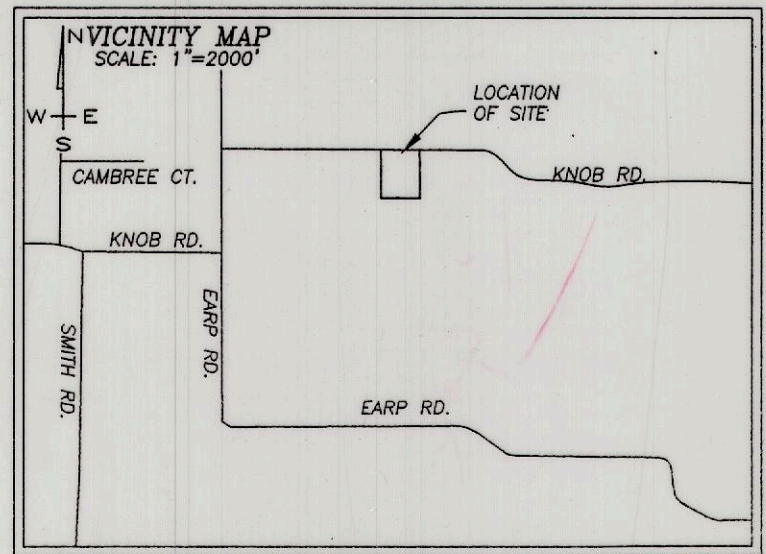 N VICINITY MAP
SCALE: 1"=2000'
LOCATION
OF SITE
W E
S
CAMBREE CT.
KNOB RD.
KNOB RD.
EARP RD.
SMITH RD.
EARP RD.